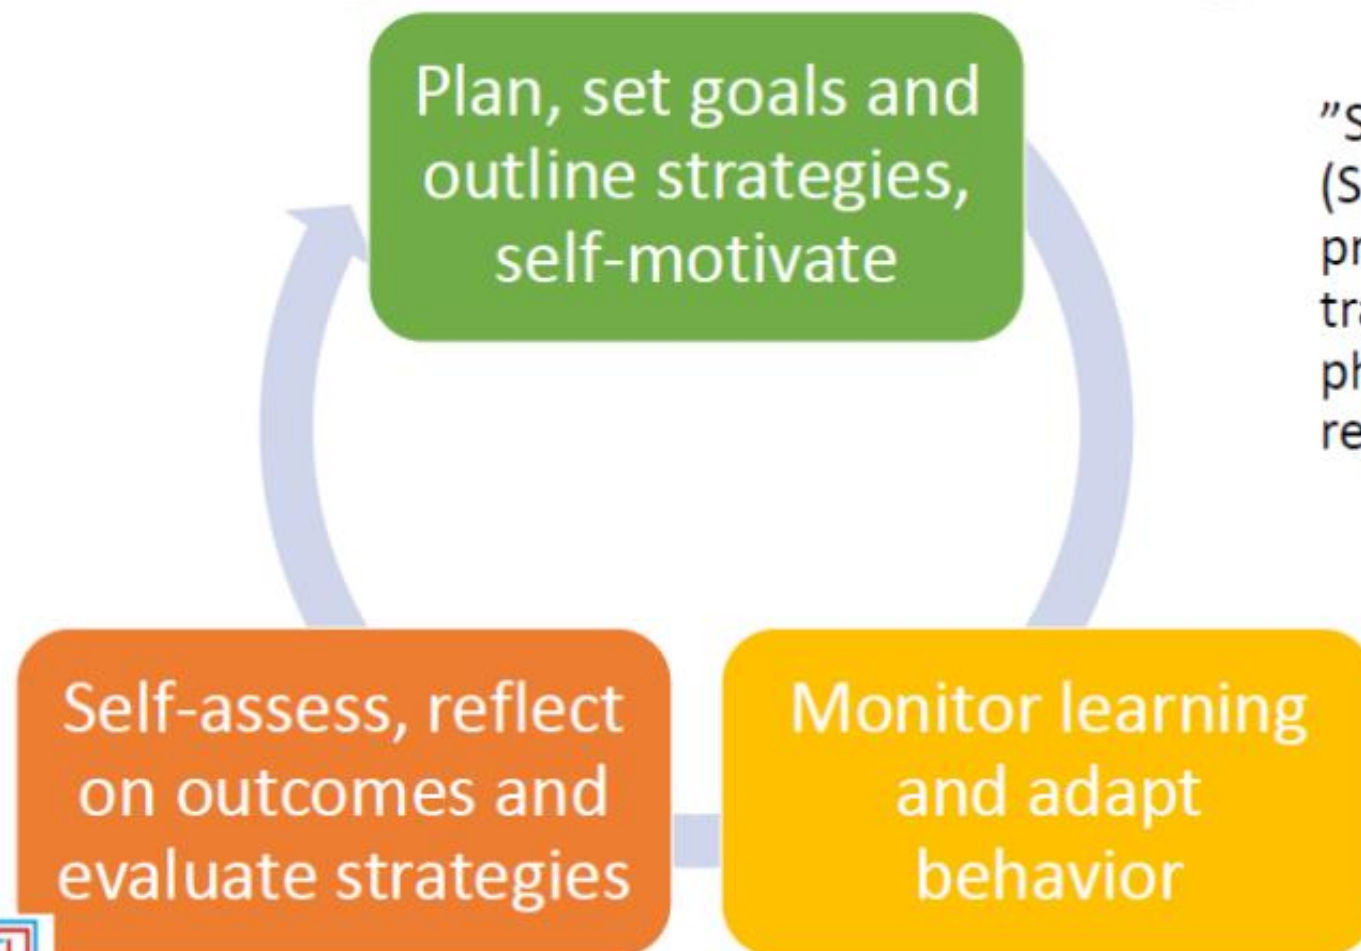 Plan, set goals and
outline strategies,
self-motivate
Monitor learning
and adapt
behavior
Self-assess, reflect
on outcomes and
evaluate strategies